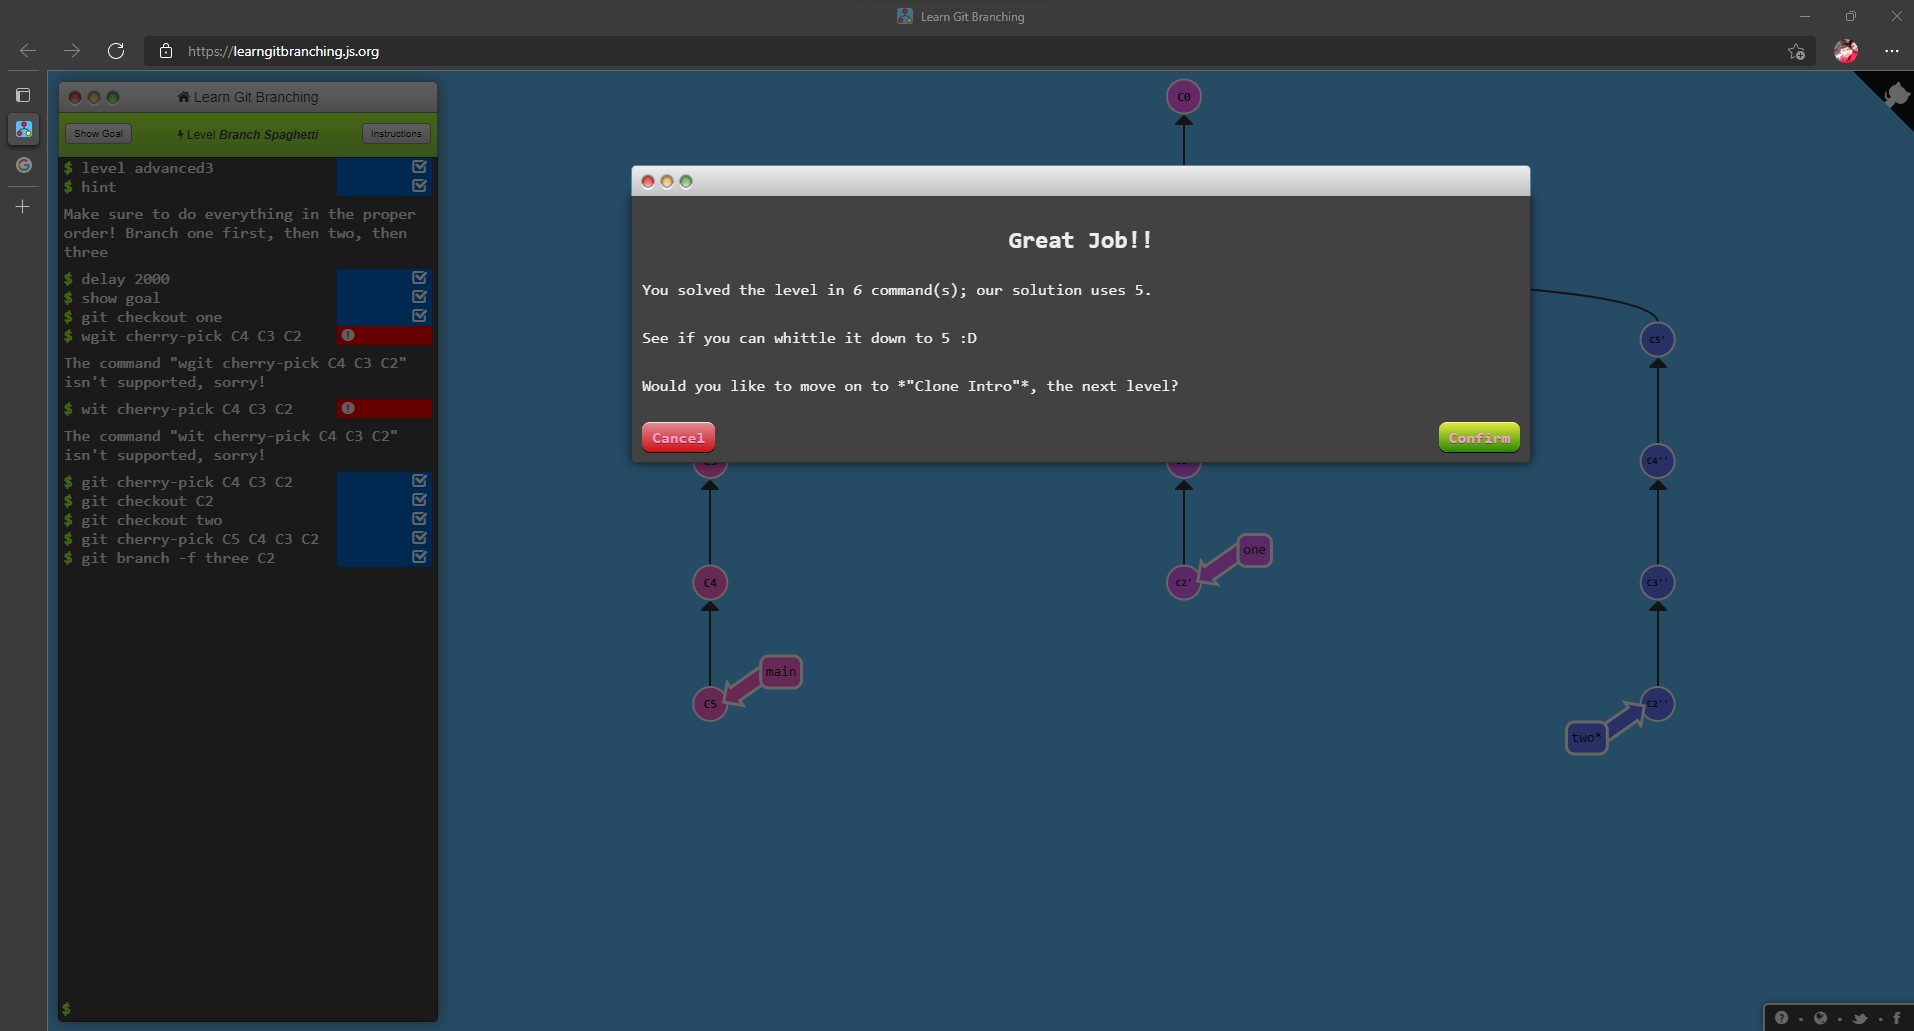 Learn Git Branching
https://learngitbranching.js.org
Learn Git Branching
Show Goal
Level Branch Spaghetti
Instructions
$ level advanced3
$ hint
Make sure to do everything in the proper
order! Branch one first, then two, then
three
$ delay 2000
$ show goal
$ git checkout one
$ wgit cherry-pick C4 C3 C2
The command "wgit cherry-pick C4 C3 C2"
isn't supported, sorry!
$ wit cherry-pick C4 C3 C2
The command "wit cherry-pick C4 C3 C2"
isn't supported, sorry!
$ git cherry-pick C4 C3 C2
$ git checkout C2
$ git checkout two
$ git cherry-pick C5 C4 C3 C2
$ git branch -f three C2
$
C0
Great Job!!
You solved the level in 6 command(s); our solution uses 5.
See if you can whittle it down to 5 :D
Would you like to move on to *"Clone Intro"*, the next level?
Cancel
Confirm
C5'
C4''
C4
C2'
one
C3''
main
C5
C2''
two*